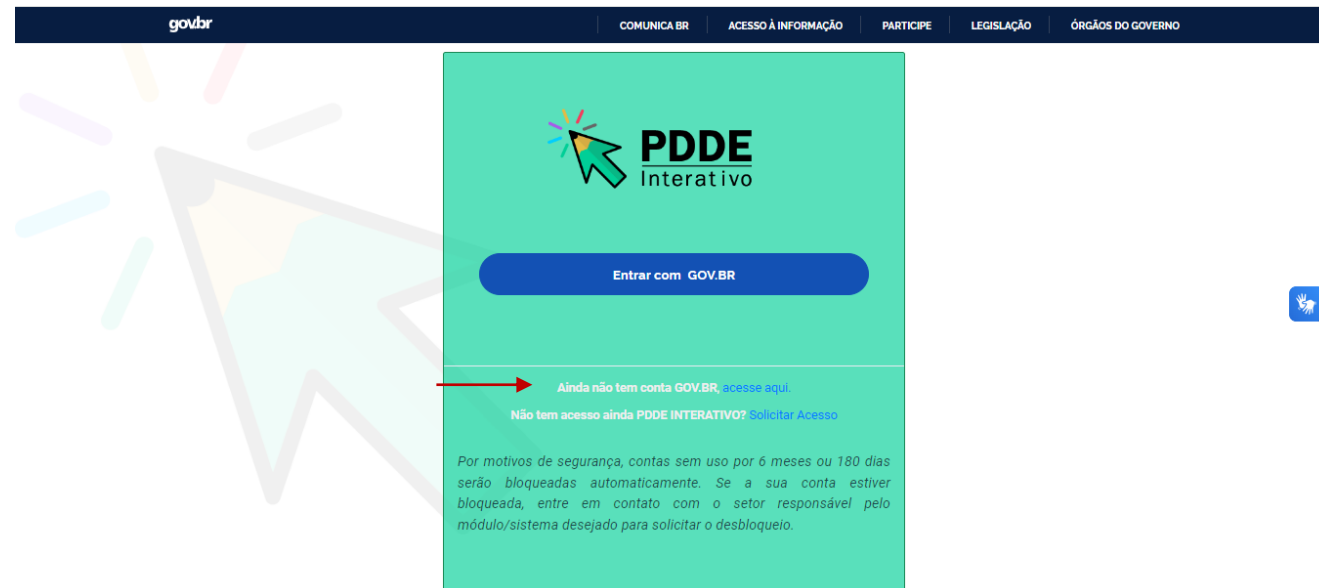 gov.br
COMUNICA BR ACESSO À INFORMAÇÃO PARTICIPE LEGISLAÇÃO ÓRGÃOS DO GOVERNO
PDDE
Interativo
Entrar com GOV.BR
Ainda não tem conta GOV.BR, acesse aqui.
Não tem acesso ainda PDDE INTERATIVO? Solicitar Acesso
Por motivos de segurança, contas sem uso por 6 meses ou 180 dias
serão bloqueadas automaticamente. Se a sua conta estiver
bloqueada, entre em contato com o setor responsável pelo
módulo/sistema desejado para solicitar o desbloqueio.